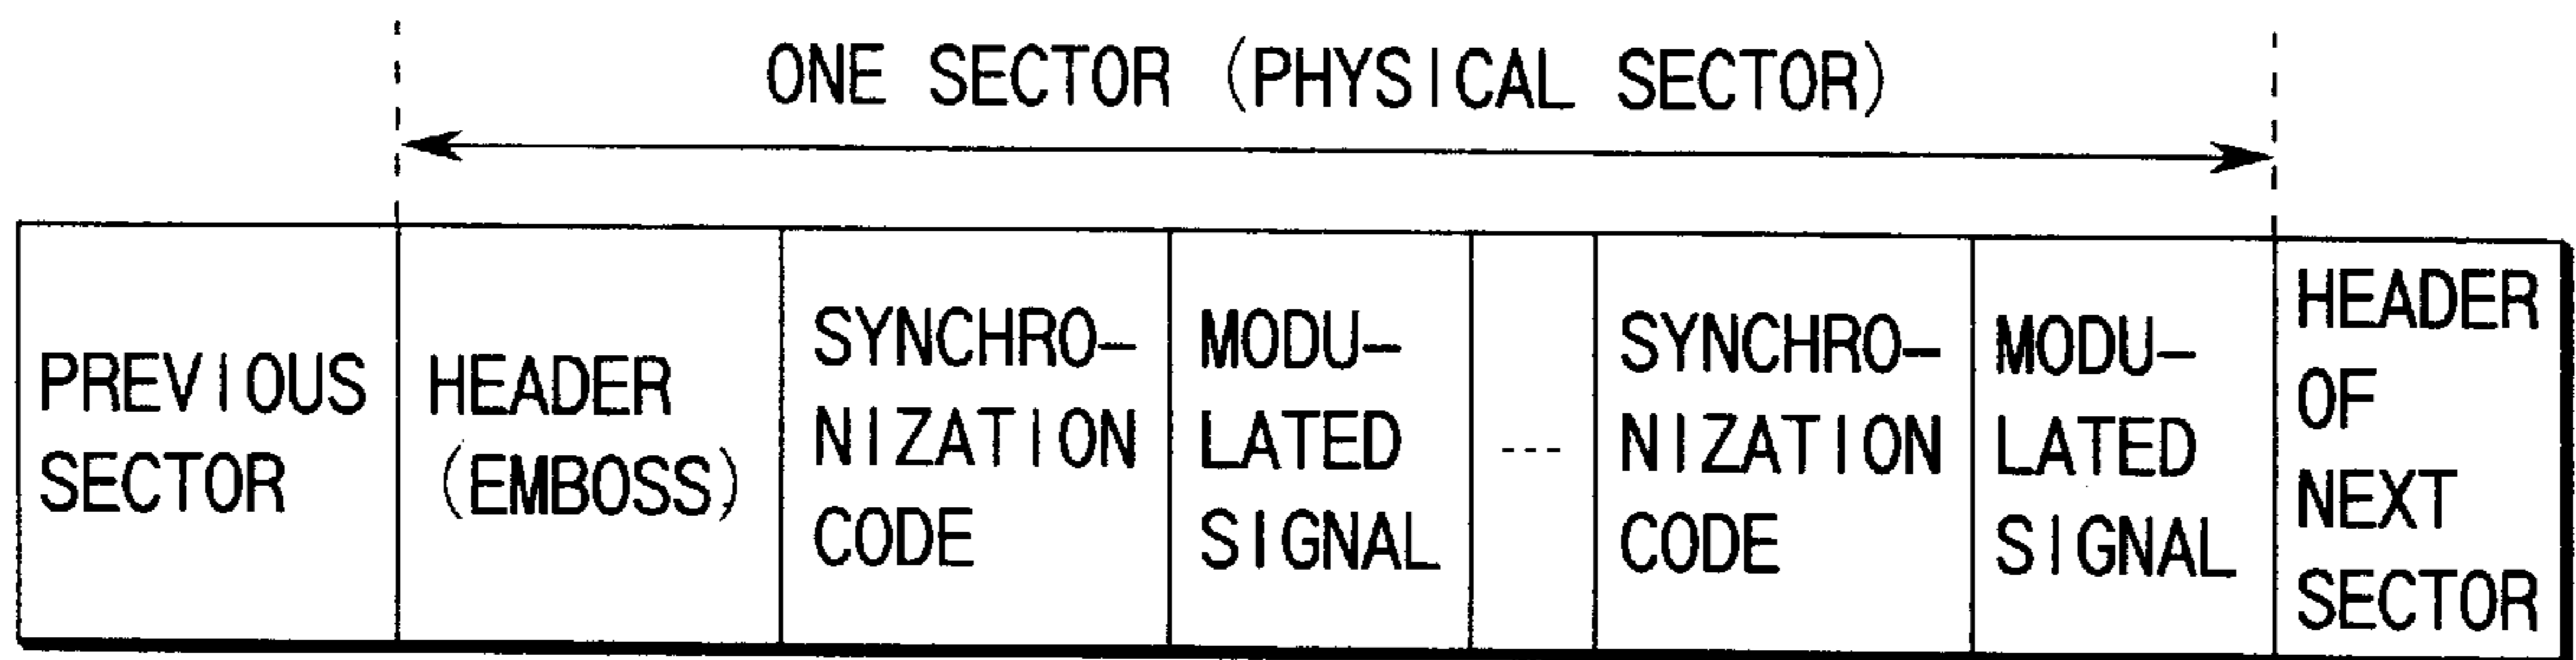 ONE SECTOR (PHYSICAL SECTOR)
PREVIOUS
SECTOR
HEADER
(EMBOSS)
SYNCHRO-
NIZATION
CODE
MODU-
LATED
SIGNAL
---
SYNCHRO-
NIZATION
CODE
MODU-
LATED
SIGNAL
HEADER
OF
NEXT
SECTOR